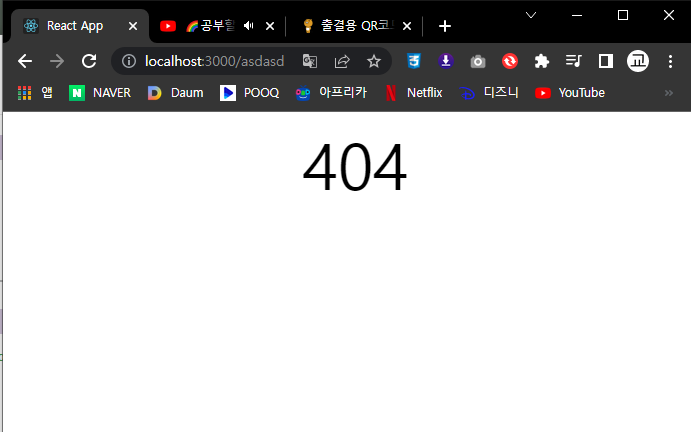 React App
🌈공부할
출결용 QR코드
localhost:3000/asdasd
앱 NAVER Daum POOQ 아프리카 Netflix 디즈니 YouTube
404